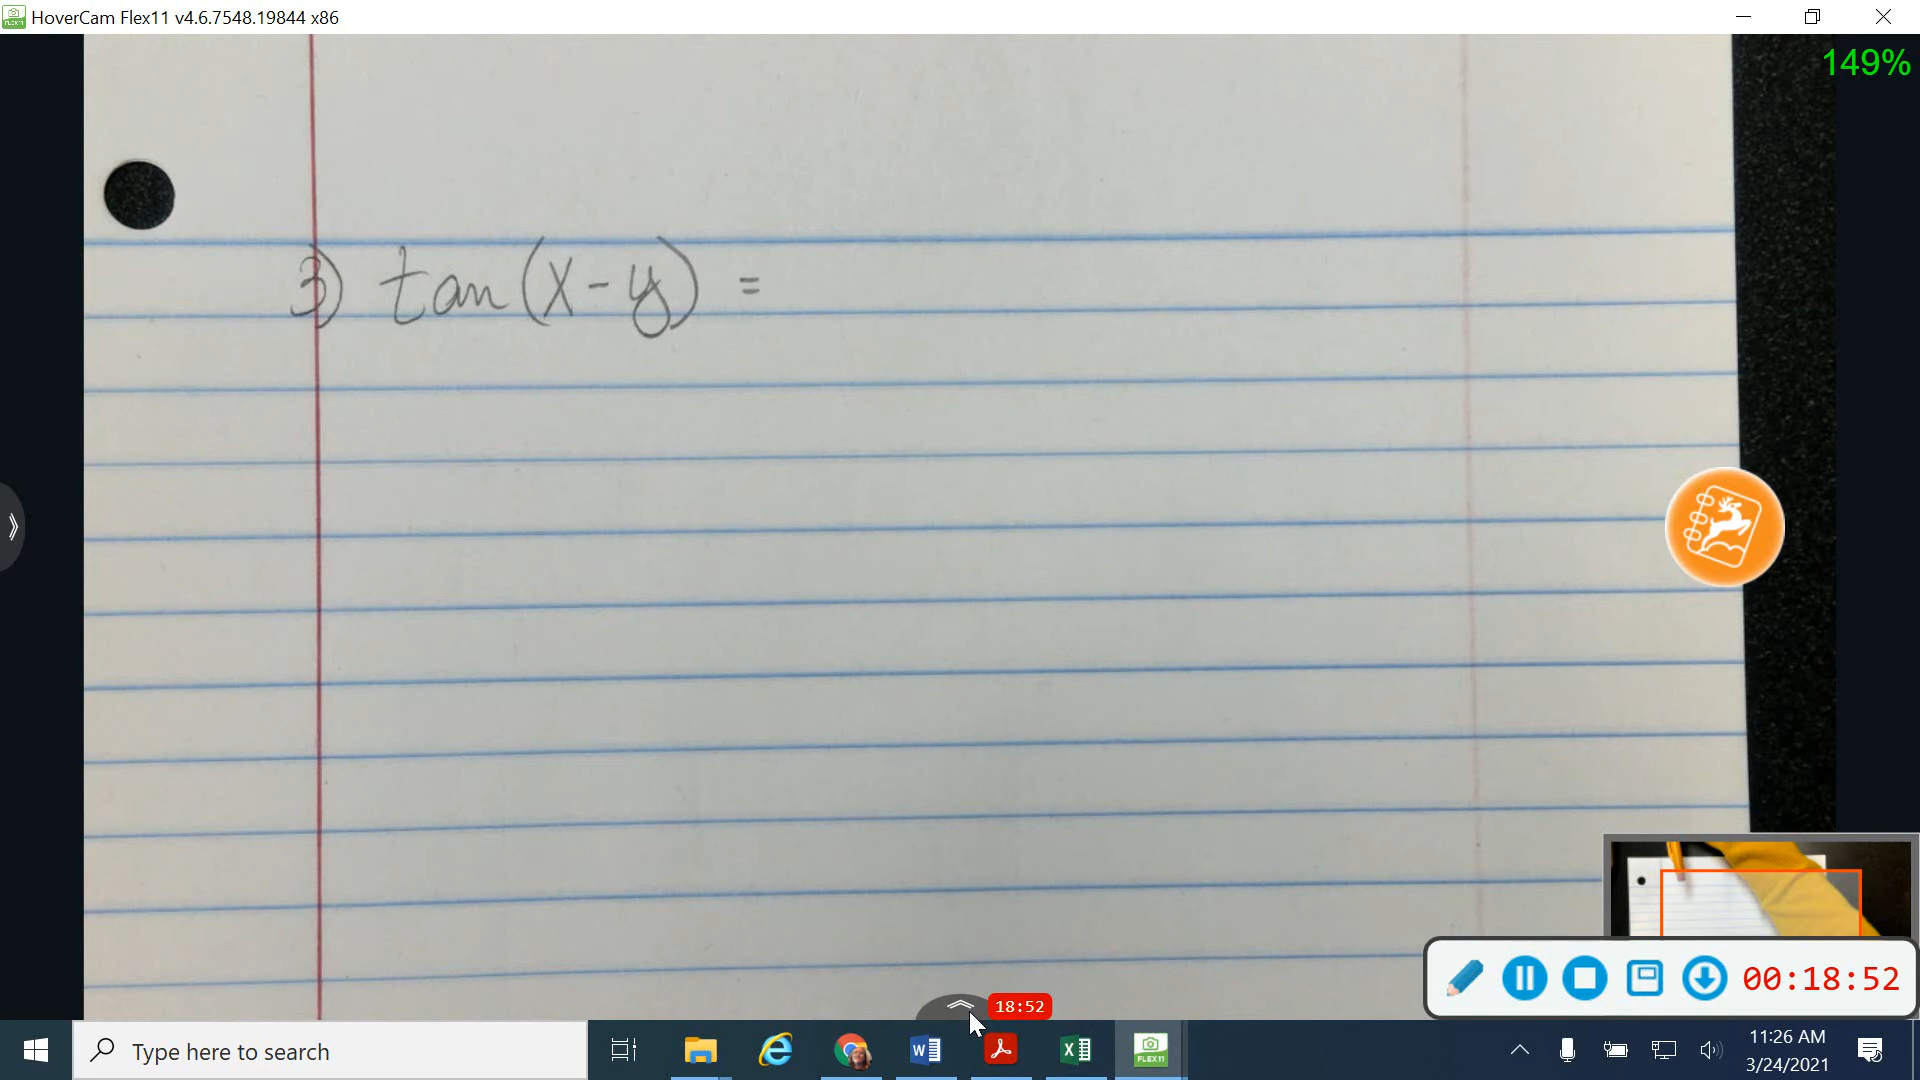 HoverCam Flex11 v4.6.7548.19844 x86
149%
3) tan(x-y) =
00:18:52
18:52
Type here to search
FLEX11
11:26 AM
3/24/2021